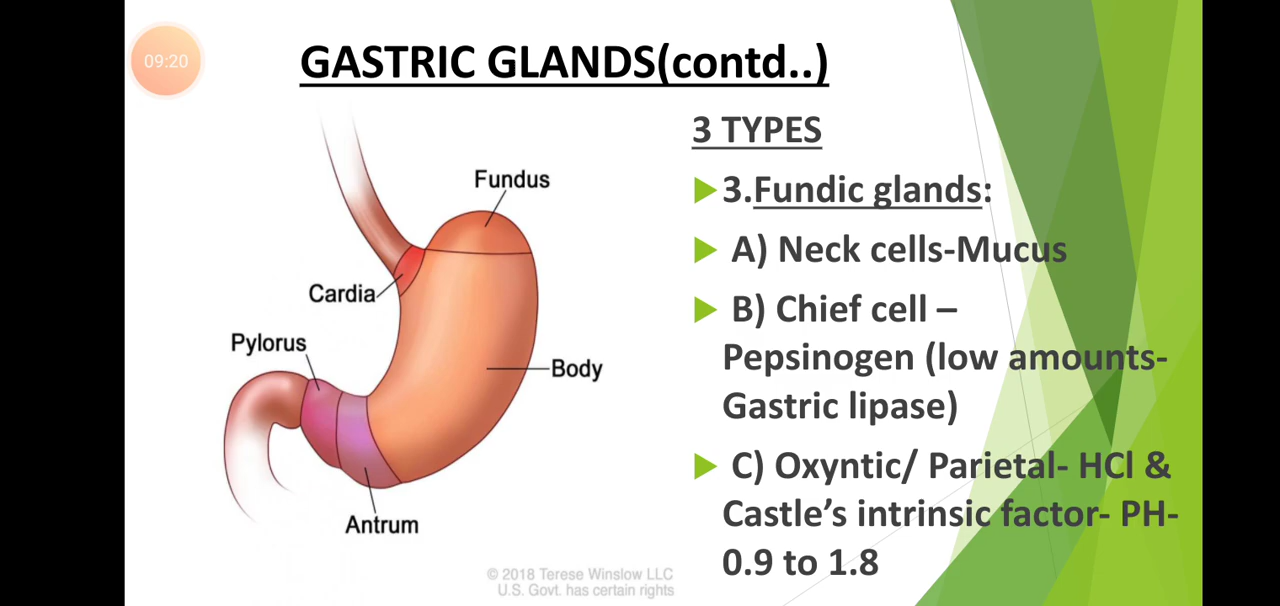 09:20
GASTRIC GLANDS(contd..)
3 TYPES
3.Fundic glands:
A) Neck cells-Mucus
B) Chief cell –
Pepsinogen (low amounts-
Gastric lipase)
C) Oxyntic/ Parietal- HCl &
Castle’s intrinsic factor- PH-
0.9 to 1.8
Fundus
Cardia
Pylorus
Body
Antrum
© 2018 Terese Winslow LLC
U.S. Govt. has certain rights